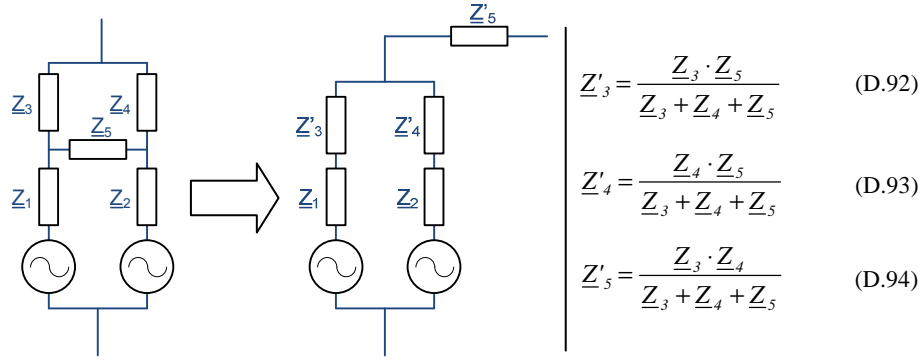 Z'5
Z3
Z4
Z5
Z1
Z2
Z'3
Z'4
Z1
Z2
Z'3 = Z3 · Z5 / (Z3 + Z4 + Z5) (D.92)
Z'4 = Z4 · Z5 / (Z3 + Z4 + Z5) (D.93)
Z'5 = Z3 · Z4 / (Z3 + Z4 + Z5) (D.94)